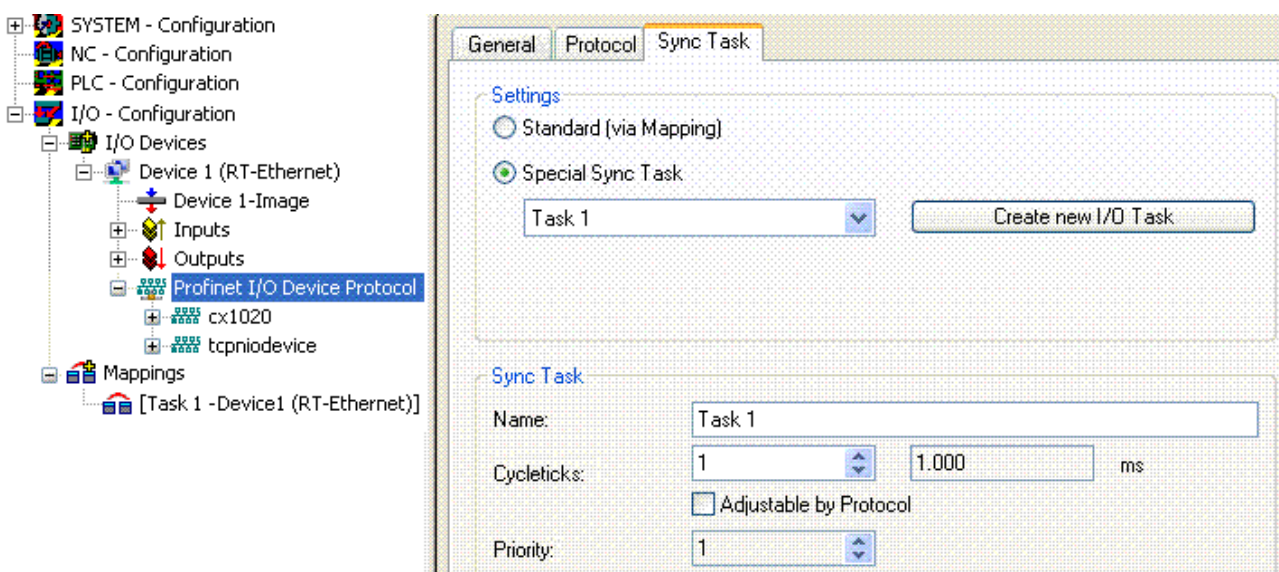 SYSTEM - Configuration
NC - Configuration
PLC - Configuration
I/O - Configuration
I/O Devices
Device 1 (RT-Ethernet)
Device 1-Image
Inputs
Outputs
Profinet I/O Device Protocol
cx1020
tcpniodevice
Mappings
[Task 1 -Device1 (RT-Ethernet)]
General Protocol Sync Task
Settings
Standard (via Mapping)
Special Sync Task
Task 1 Create new I/O Task
Sync Task
Name: Task 1
Cycleticks: 1 1.000 ms
Adjustable by Protocol
Priority: 1